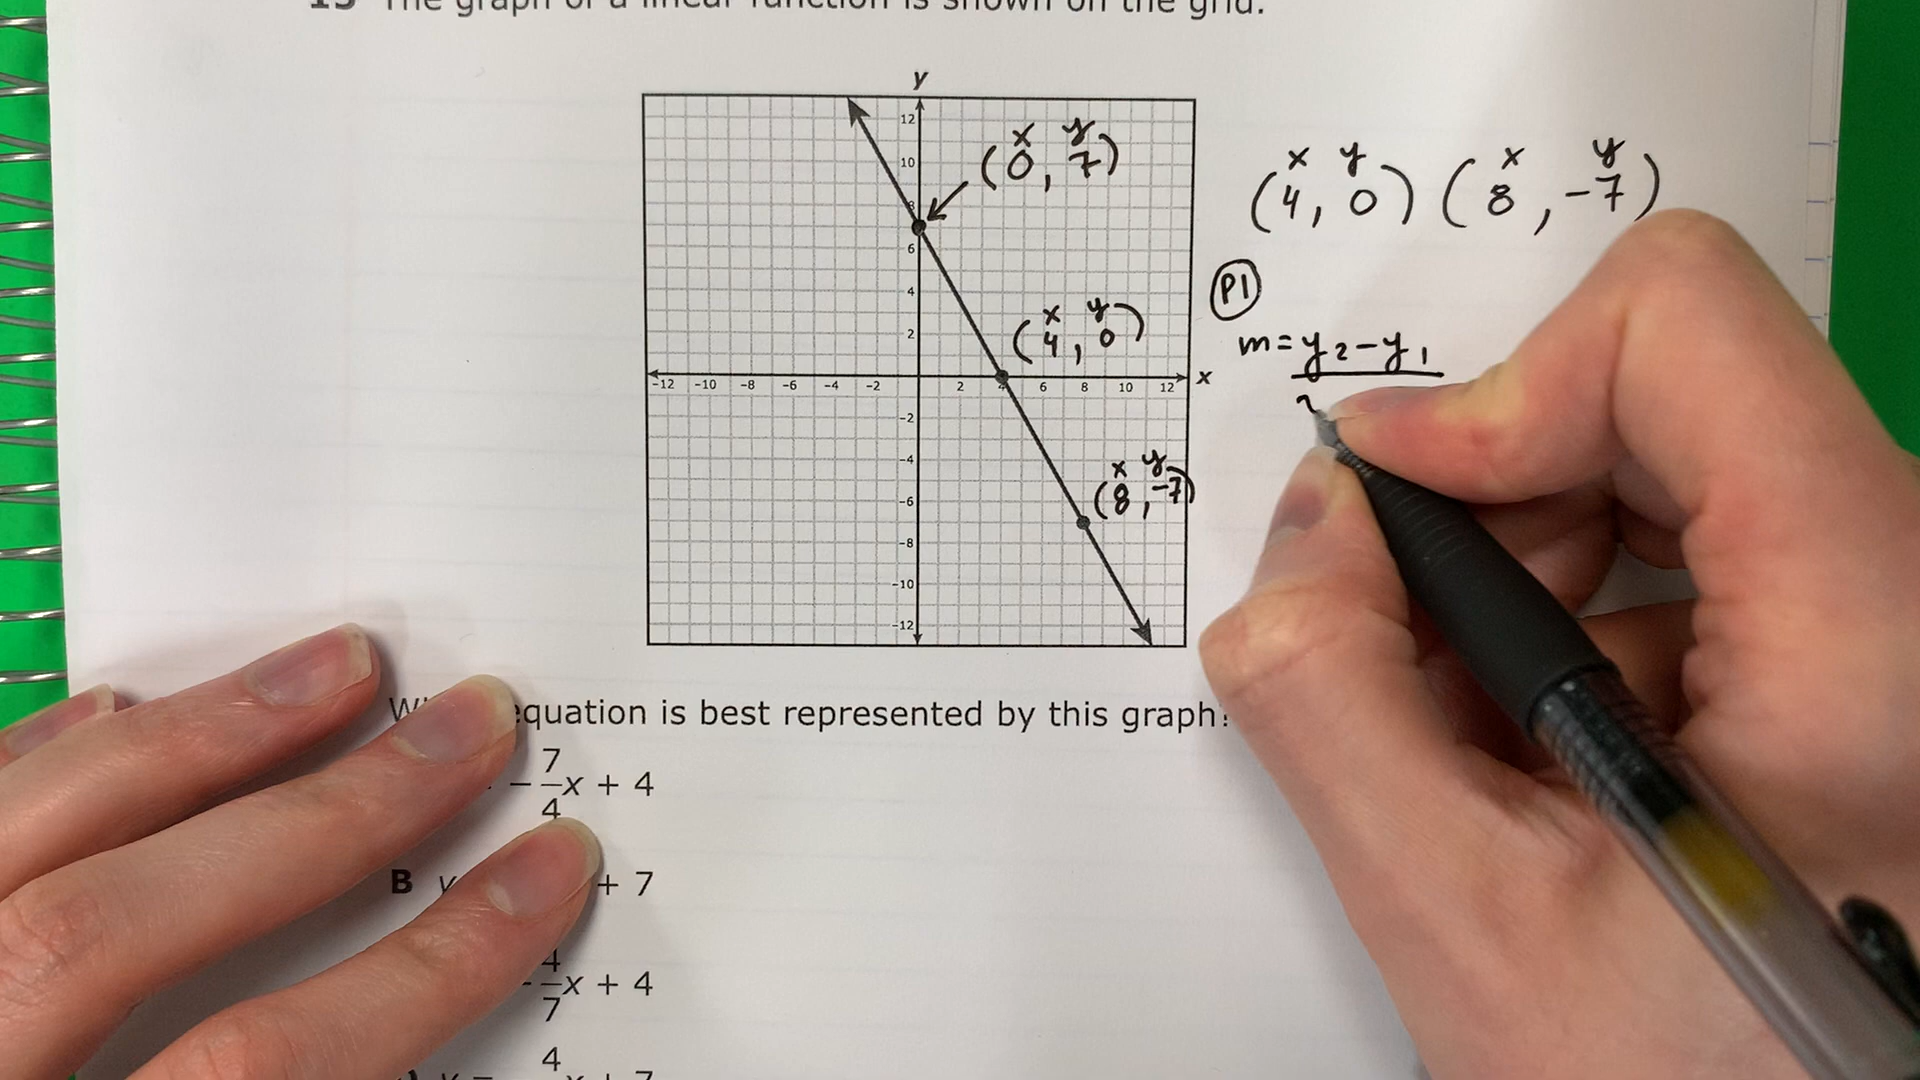 The graph of a linear function is shown on the grid.
y
12
10
8
6
4
2
-12 -10 -8 -6 -4 -2 2 4 6 8 10 12 x
-2
-4
-6
-8
-10
-12
x y
(0, 7)
x y
(4, 0)
x y
(8, -7)
x y x y
(4, 0) (8, -7)
P1
m = y2 - y1
equation is best represented by this graph?
- 7/4 x + 4
B y + 7
- 4/7 x + 4
4